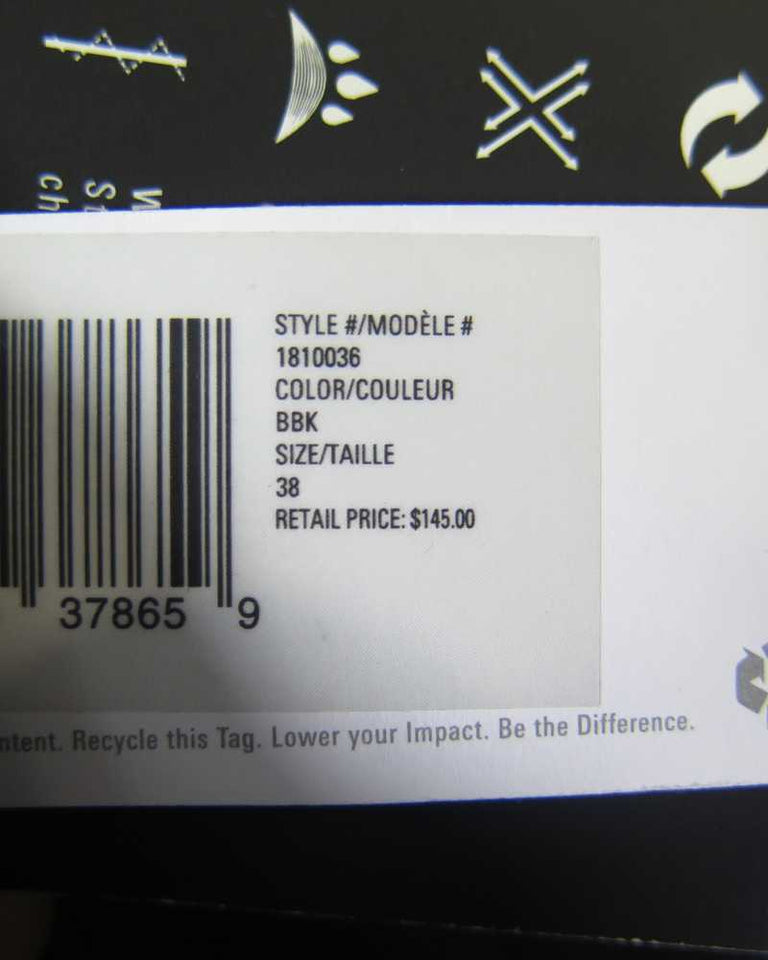 ch
STYLE #/MODÈLE #
1810036
COLOR/COULEUR
BBK
SIZE/TAILLE
38
RETAIL PRICE: $145.00
37865 9
ntent. Recycle this Tag. Lower your Impact. Be the Difference.